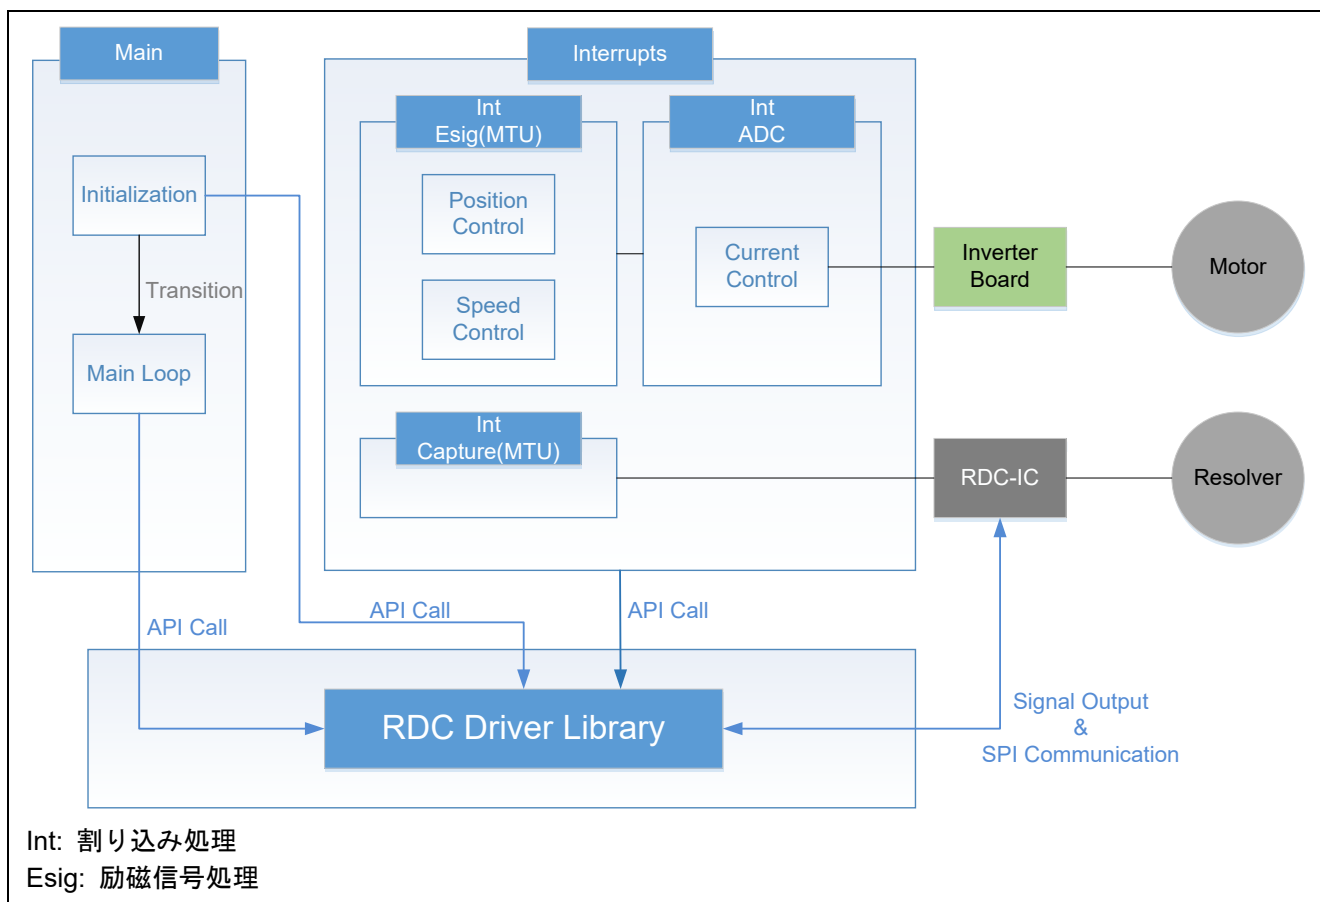 Main
Interrupts
Int
Esig(MTU)
Int
ADC
Initialization
Position
Control
Current
Control
Inverter
Board
Motor
Transition
Speed
Control
Main Loop
Int
Capture(MTU)
RDC-IC
Resolver
API Call
API Call
API Call
RDC Driver Library
Signal Output
&
SPI Communication
Int: 割り込み処理
Esig: 励磁信号処理